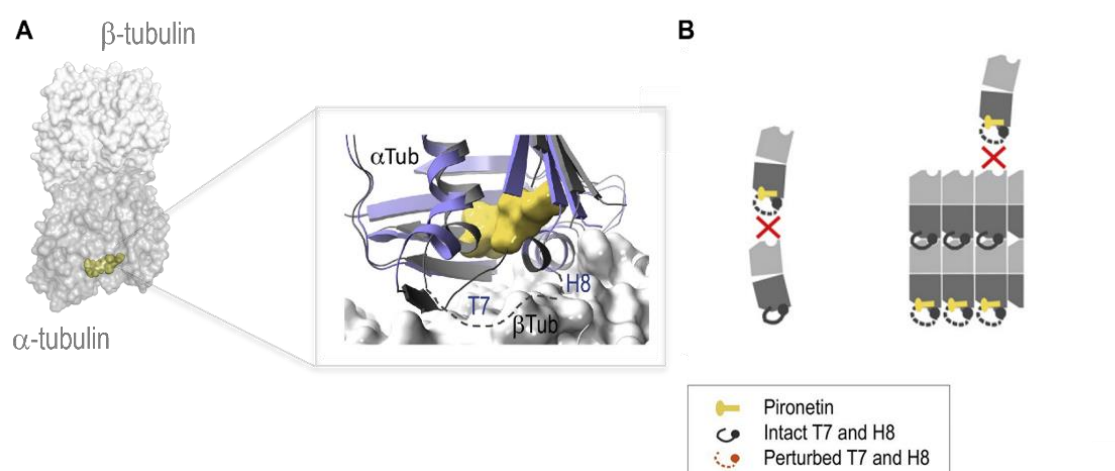 A
β-tubulin
α-tubulin
αTub
T7
H8
βTub
B
Pironetin
Intact T7 and H8
Perturbed T7 and H8